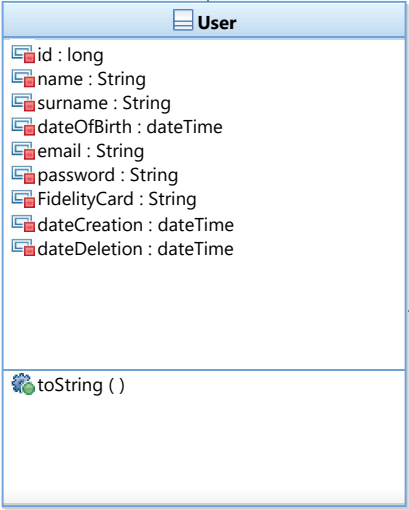 User
id : long
name : String
surname : String
dateOfBirth : dateTime
email : String
password : String
FidelityCard : String
dateCreation : dateTime
dateDeletion : dateTime
toString ( )